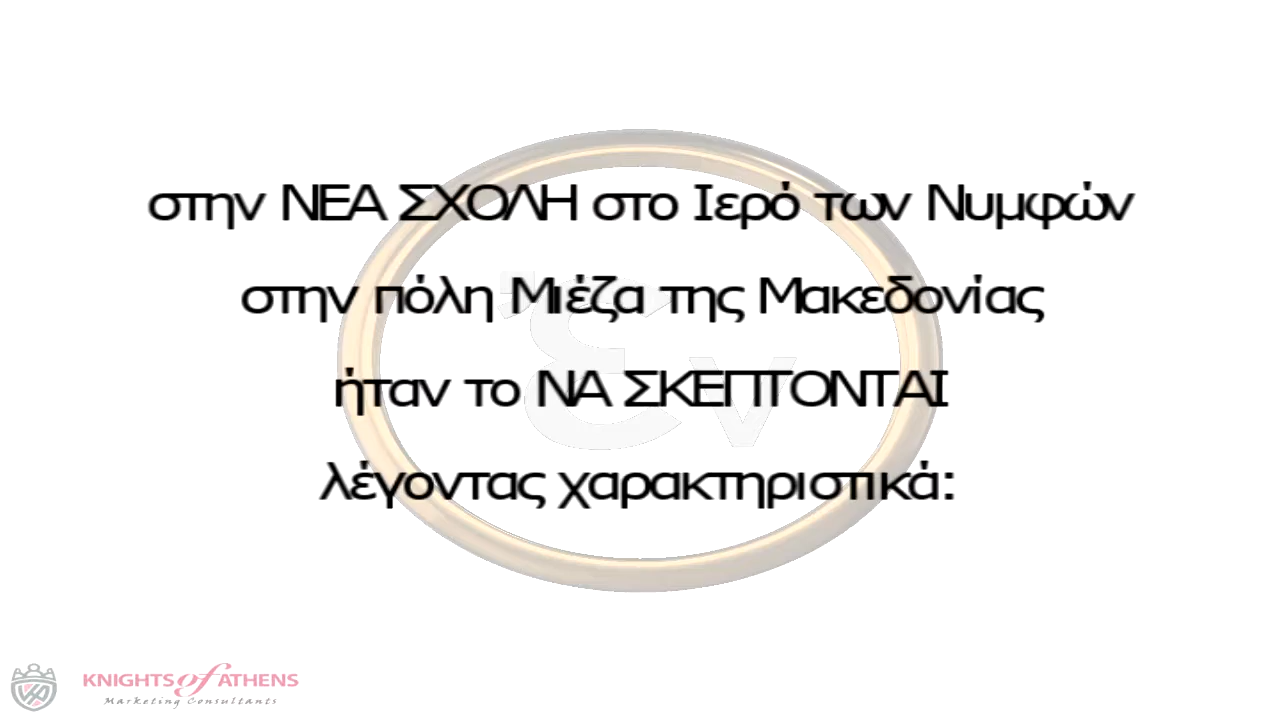 στην ΝΕΑ ΣΧΟΛΗ στο Ιερό των Νυμφών
στην πόλη Μιέζα της Μακεδονίας
ήταν το ΝΑ ΣΚΕΠΤΟΝΤΑΙ
λέγοντας χαρακτηριστικά:
Ἓν
KNIGHTS of ATHENS
Marketing Consultants